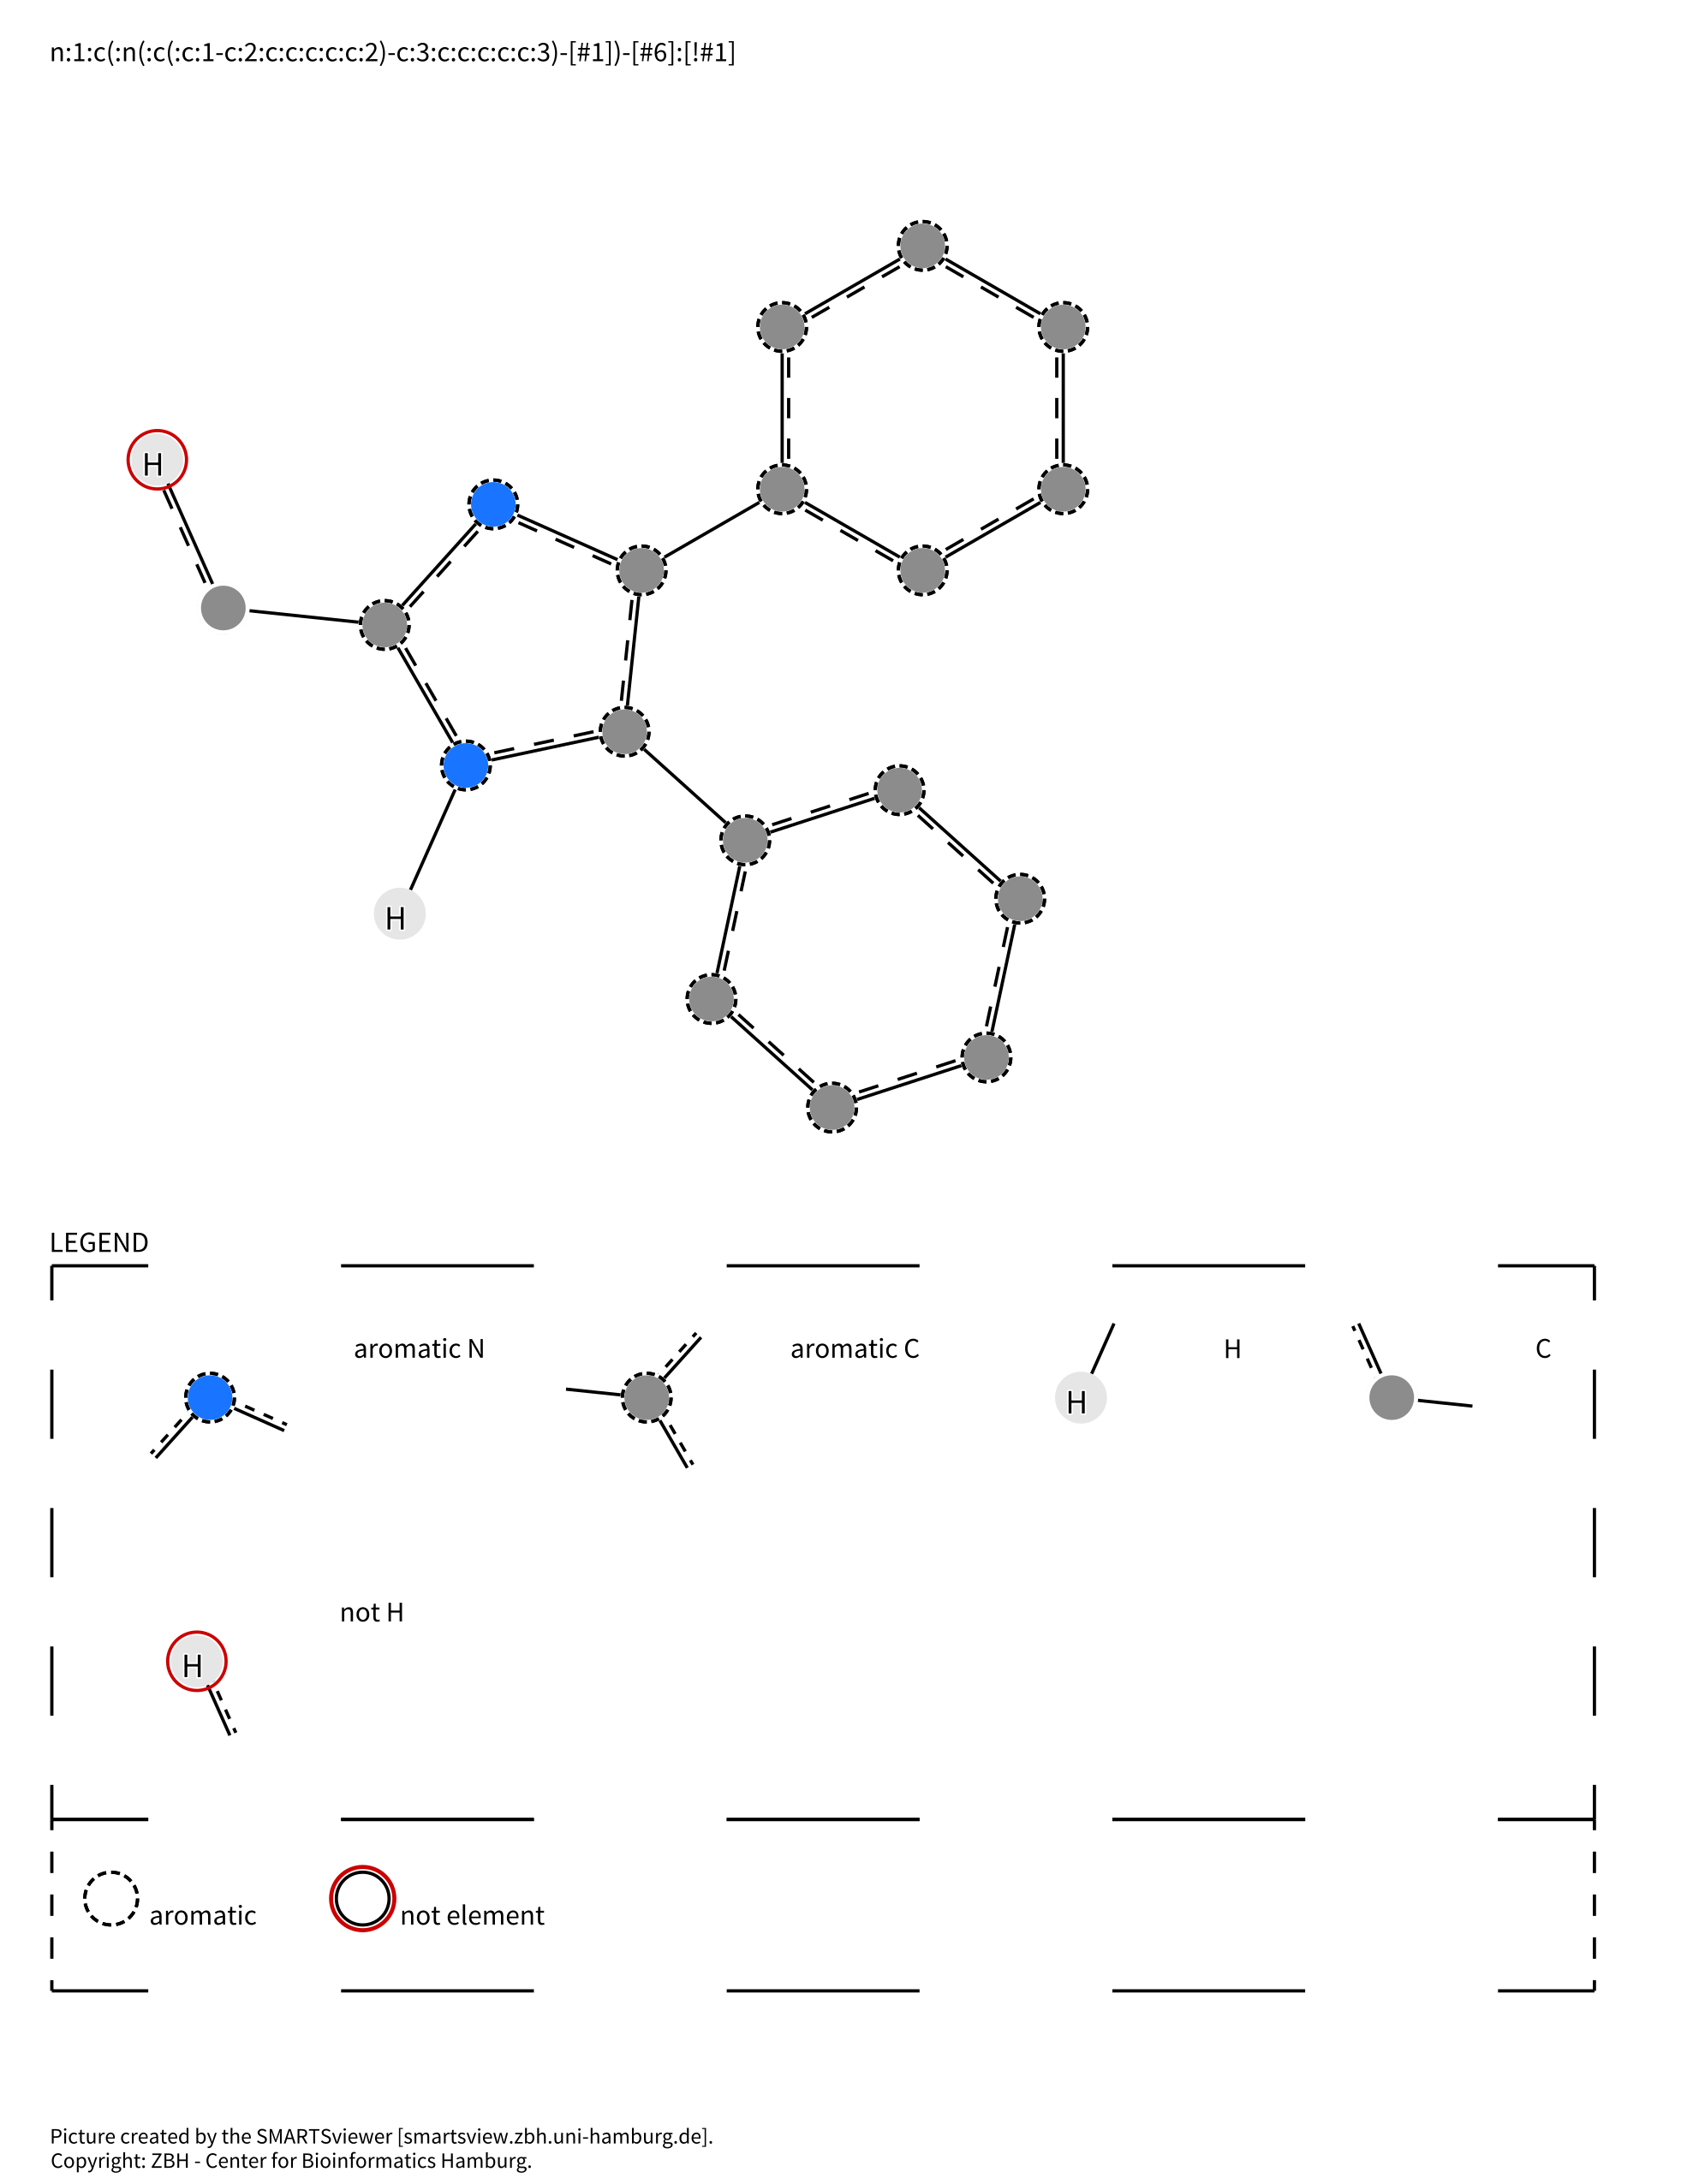 n:1:c(:n(:c(:c:1-c:2:c:c:c:c:c:2)-c:3:c:c:c:c:c:3)-[#1])-[#6]:[!#1]
H
H
LEGEND
aromatic N aromatic C H C
H
not H
H
aromatic not element
Picture created by the SMARTSviewer [smartsview.zbh.uni-hamburg.de].
Copyright: ZBH - Center for Bioinformatics Hamburg.